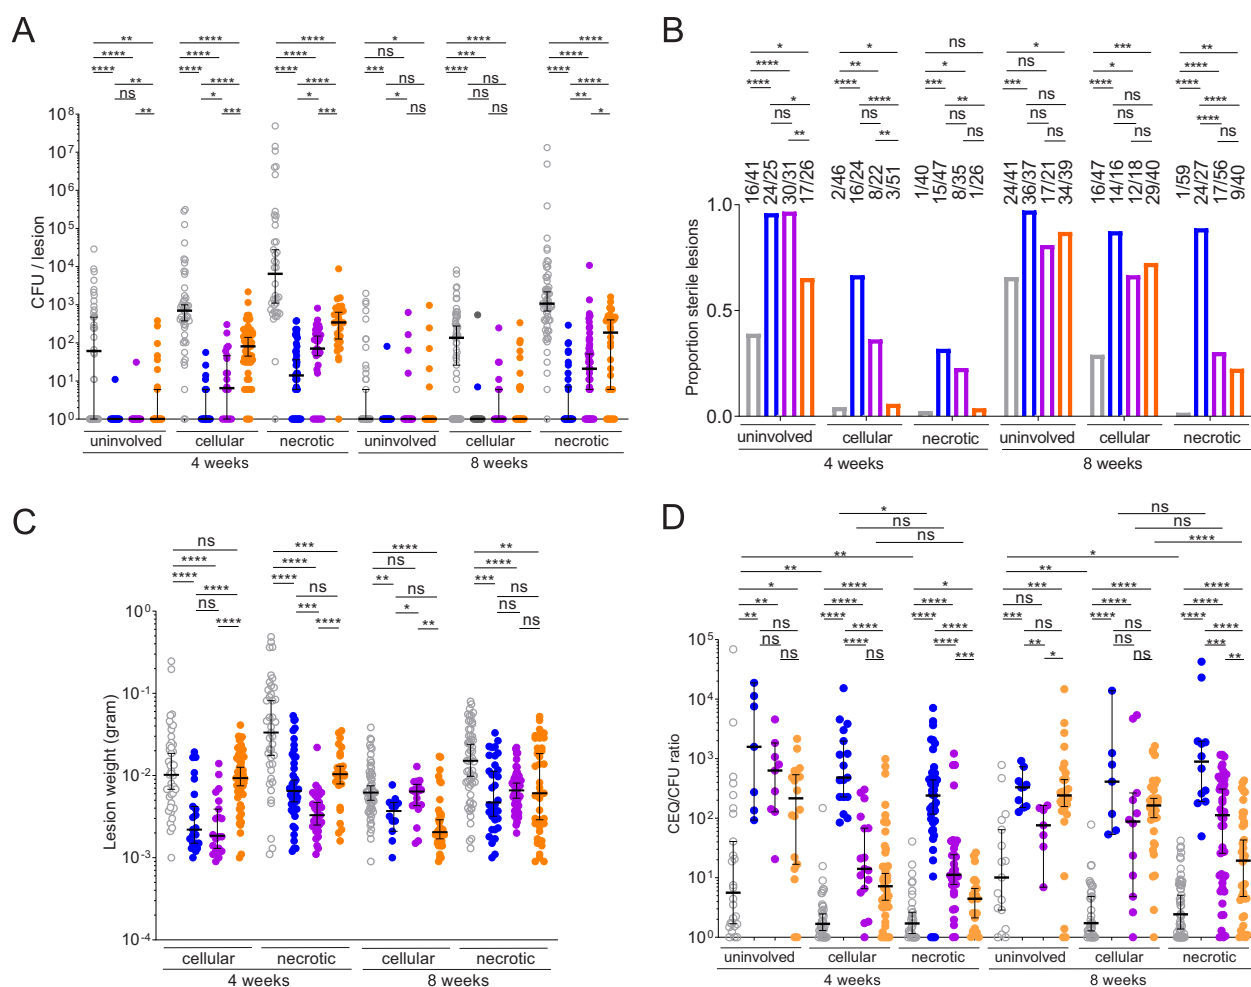 A
** * **** **** * ****
**** **** **** ns *** ****
**** **** **** *** **** ****
** **** **** ns ns ****
ns * * * ns **
** *** *** ns ns *
CFU / lesion
10^8
10^7
10^6
10^5
10^4
10^3
10^2
10^1
10^0
uninvolved cellular necrotic uninvolved cellular necrotic
4 weeks 8 weeks
B
* * ns * *** **
**** ** * ns * ****
**** **** *** *** **** ****
* **** ** ns ns ****
ns ns ns ns ns ****
** ** ns ns ns ns
16/41 24/25 30/31 17/26 2/46 16/24 8/22 3/51 1/40 15/47 8/35 1/26 24/41 36/37 17/21 34/39 16/47 14/16 12/18 29/40 1/59 24/27 17/56 9/40
Proportion sterile lesions
1.0
0.5
0.0
uninvolved cellular necrotic uninvolved cellular necrotic
4 weeks 8 weeks
C
ns *** **** **
**** **** ns ****
**** **** ** ***
**** ns ns ns
ns *** * ns
**** **** ** ns
Lesion weight (gram)
10^0
10^-1
10^-2
10^-3
10^-4
cellular necrotic cellular necrotic
4 weeks 8 weeks
D
* ns
ns ns
ns ****
** *
** **
* **** * *** **** ****
** **** **** ns **** ****
** **** **** *** **** ****
ns **** **** ns ns ****
ns **** **** ** ns ***
ns ns *** * ns **
CEQ/CFU ratio
10^5
10^4
10^3
10^2
10^1
10^0
uninvolved cellular necrotic uninvolved cellular necrotic
4 weeks 8 weeks